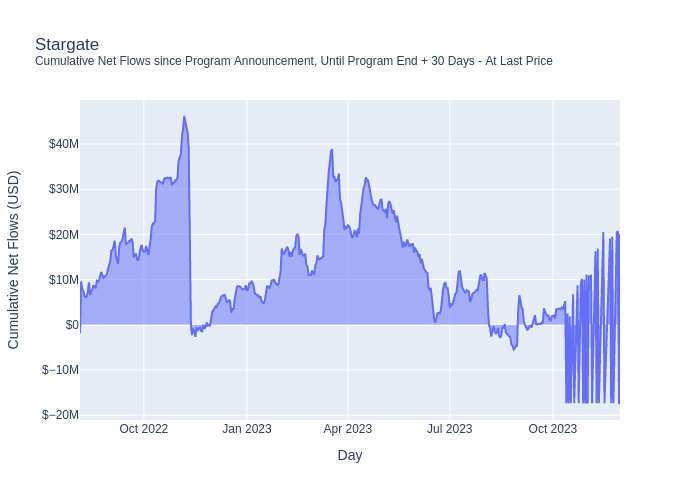 Stargate
Cumulative Net Flows since Program Announcement, Until Program End + 30 Days - At Last Price
Cumulative Net Flows (USD)
$40M
$30M
$20M
$10M
$0
$−10M
$−20M
Oct 2022
Jan 2023
Apr 2023
Jul 2023
Oct 2023
Day